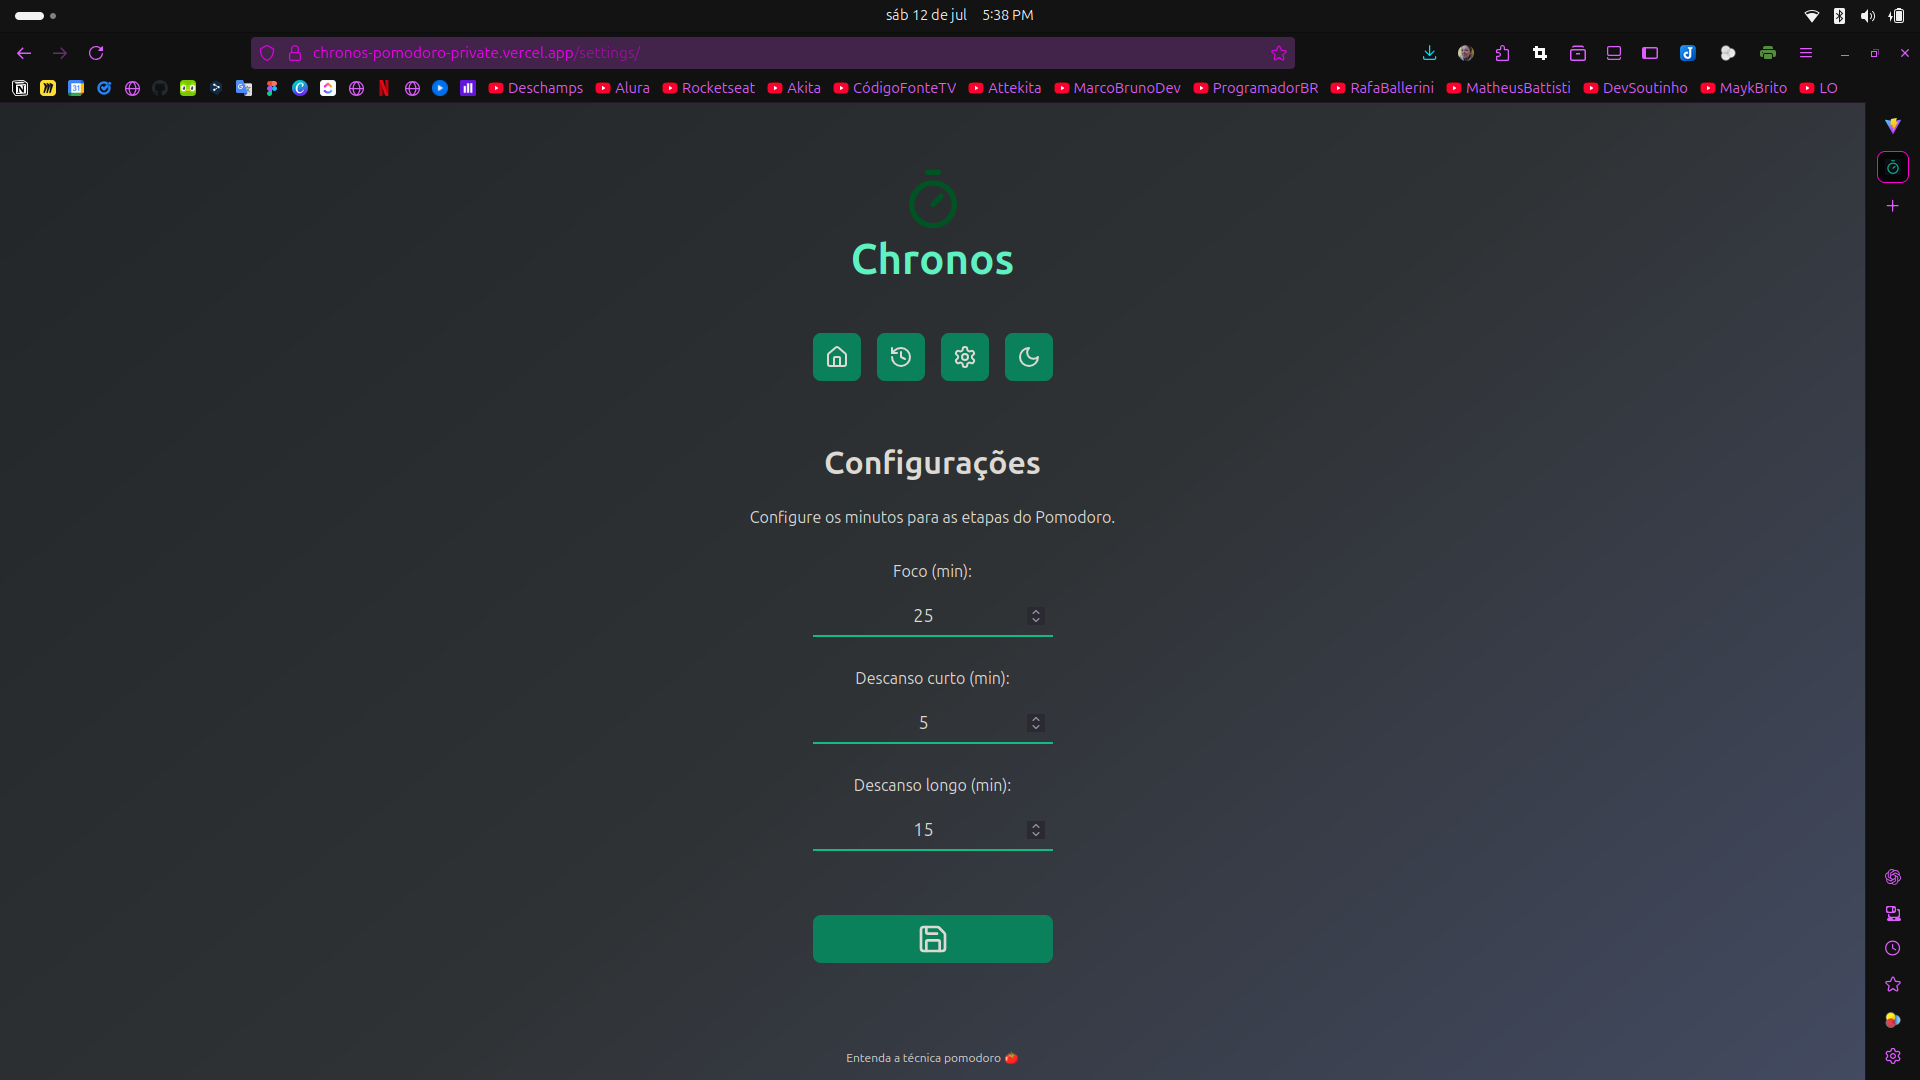 sáb 12 de jul 5:38 PM
chronos-pomodoro-private.vercel.app/settings/
Deschamps Alura Rocketseat Akita CódigoFonteTV Attekita MarcoBrunoDev ProgramadorBR RafaBallerini MatheusBattisti DevSoutinho MaykBrito LO
Chronos
Configurações
Configure os minutos para as etapas do Pomodoro.
Foco (min):
25
Descanso curto (min):
5
Descanso longo (min):
15
Entenda a técnica pomodoro 🍅